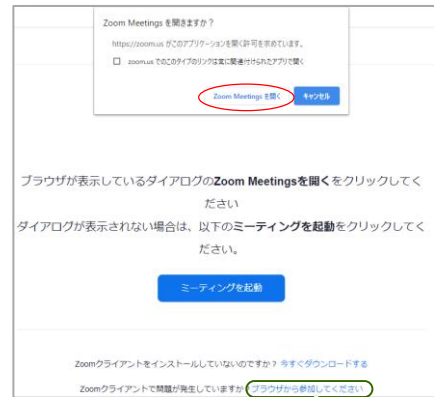 Zoom Meetings を開きますか？
https://zoom.us がこのアプリケーションを開く許可を求めています。
zoom.us でのこのタイプのリンクは常に関連付けられたアプリで開く
Zoom Meetings を開く キャンセル
ブラウザが表示しているダイアログのZoom Meetingsを開くをクリックしてく
ださい
ダイアログが表示されない場合は、以下のミーティングを起動をクリックしてく
ださい。
ミーティングを起動
Zoomクライアントをインストールしていないのですか？ 今すぐダウンロードする
Zoomクライアントで問題が発生していますか ブラウザから参加してください